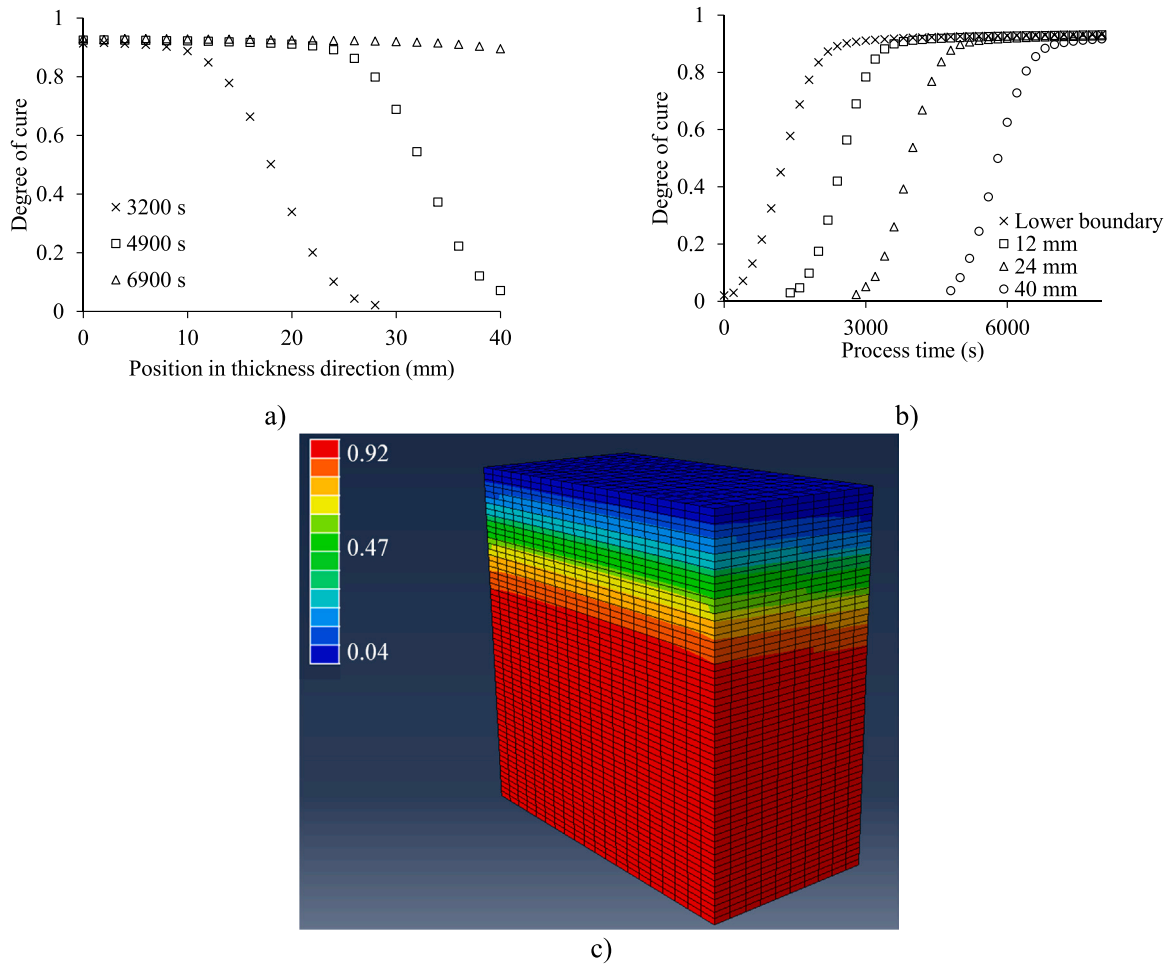 1
0.8
0.6
0.4
0.2
0
Degree of cure
3200 s
4900 s
6900 s
0 10 20 30 40
Position in thickness direction (mm)
a)
1
0.8
0.6
0.4
0.2
0
Degree of cure
Lower boundary
12 mm
24 mm
40 mm
0 3000 6000
Process time (s)
b)
0.92
0.47
0.04
c)